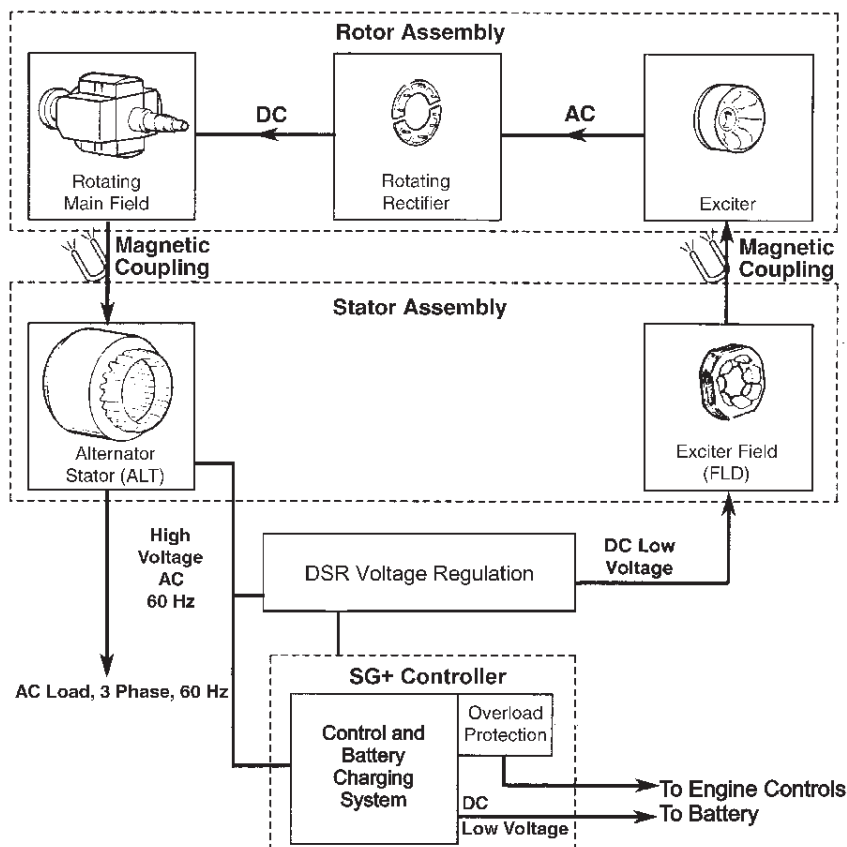 Rotor Assembly
Rotating
Main Field
DC
Rotating
Rectifier
AC
Exciter
Magnetic
Coupling
Magnetic
Coupling
Stator Assembly
Alternator
Stator (ALT)
Exciter Field
(FLD)
High
Voltage
AC
60 Hz
DSR Voltage Regulation
DC Low
Voltage
AC Load, 3 Phase, 60 Hz
SG+ Controller
Control and
Battery
Charging
System
Overload
Protection
DC
Low Voltage
To Engine Controls
To Battery